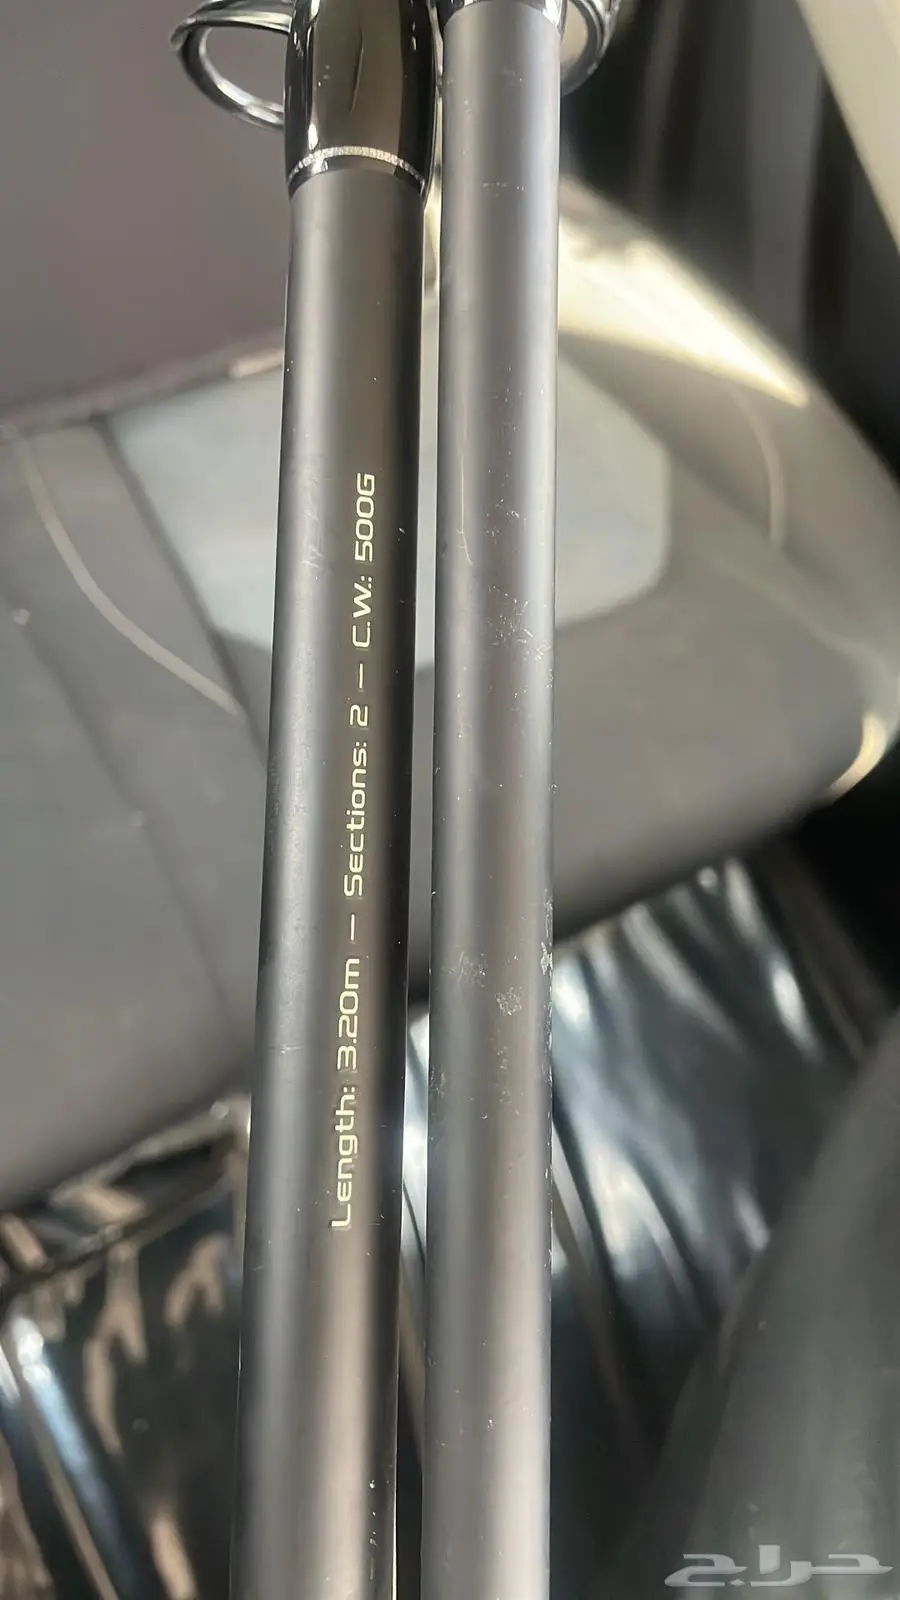 Length: 3.20m - Sections: 2 - C.W.: 500G
حراج